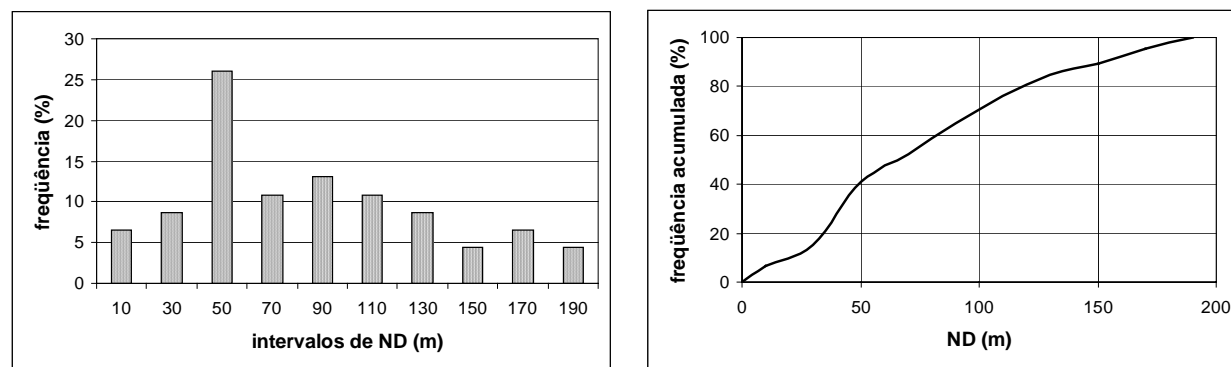 freqüência (%)
30
25
20
15
10
5
0
10 30 50 70 90 110 130 150 170 190
intervalos de ND (m)
freqüência acumulada (%)
100
80
60
40
20
0
0 50 100 150 200
ND (m)